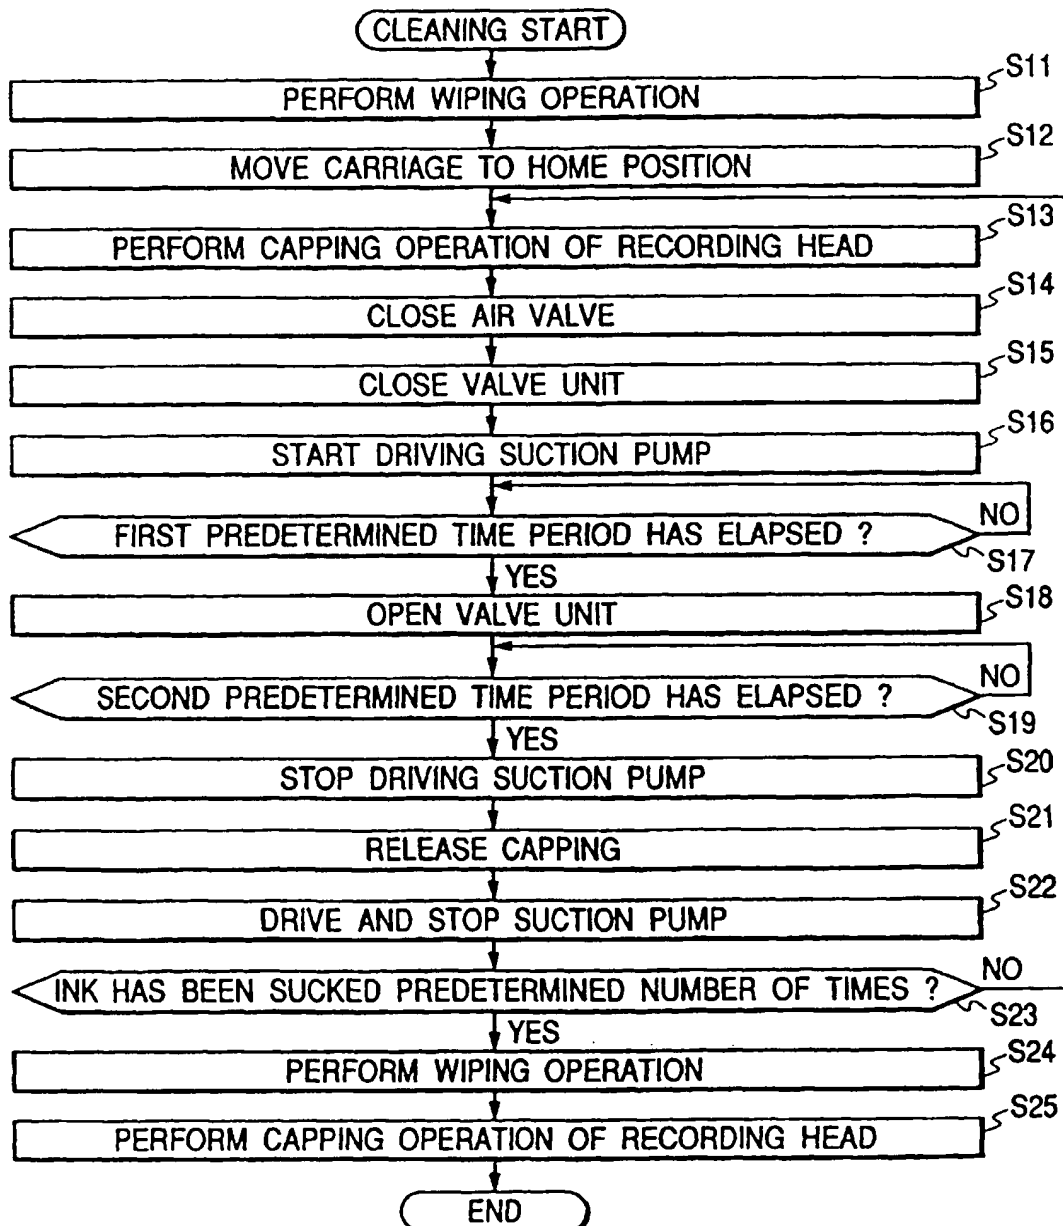 CLEANING START
S11
PERFORM WIPING OPERATION
S12
MOVE CARRIAGE TO HOME POSITION
S13
PERFORM CAPPING OPERATION OF RECORDING HEAD
S14
CLOSE AIR VALVE
S15
CLOSE VALVE UNIT
S16
START DRIVING SUCTION PUMP
NO
FIRST PREDETERMINED TIME PERIOD HAS ELAPSED ?
S17
YES
S18
OPEN VALVE UNIT
NO
SECOND PREDETERMINED TIME PERIOD HAS ELAPSED ?
S19
YES
S20
STOP DRIVING SUCTION PUMP
S21
RELEASE CAPPING
S22
DRIVE AND STOP SUCTION PUMP
NO
INK HAS BEEN SUCKED PREDETERMINED NUMBER OF TIMES ?
S23
YES
S24
PERFORM WIPING OPERATION
S25
PERFORM CAPPING OPERATION OF RECORDING HEAD
END